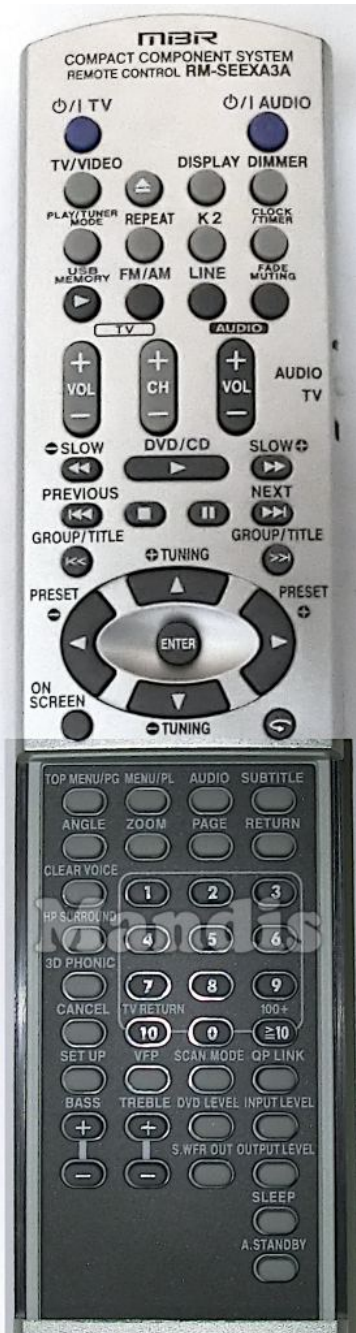 MBR
COMPACT COMPONENT SYSTEM
REMOTE CONTROL RM-SEEXA3A
⏻/I TV ⏻/I AUDIO
TV/VIDEO DISPLAY DIMMER
PLAY/TUNER MODE REPEAT K2 CLOCK /TIMER
USB MEMORY FM/AM LINE FADE MUTING
TV AUDIO
+ + +
VOL CH VOL
- - -
AUDIO
TV
SLOW DVD/CD SLOW
PREVIOUS NEXT
GROUP/TITLE GROUP/TITLE
TUNING
PRESET PRESET
ENTER
ON
SCREEN
TUNING
TOP MENU/PG MENU/PL AUDIO SUBTITLE
ANGLE ZOOM PAGE RETURN
CLEAR VOICE
1 2 3
HP SURROUND
Mandis
4 5 6
3D PHONIC
7 8 9
CANCEL TV RETURN 100+
10 0 ≥10
SET UP VFP SCAN MODE QP LINK
BASS TREBLE DVD LEVEL INPUT LEVEL
+ +
S.WFR OUT OUTPUT LEVEL
- -
SLEEP
A.STANDBY